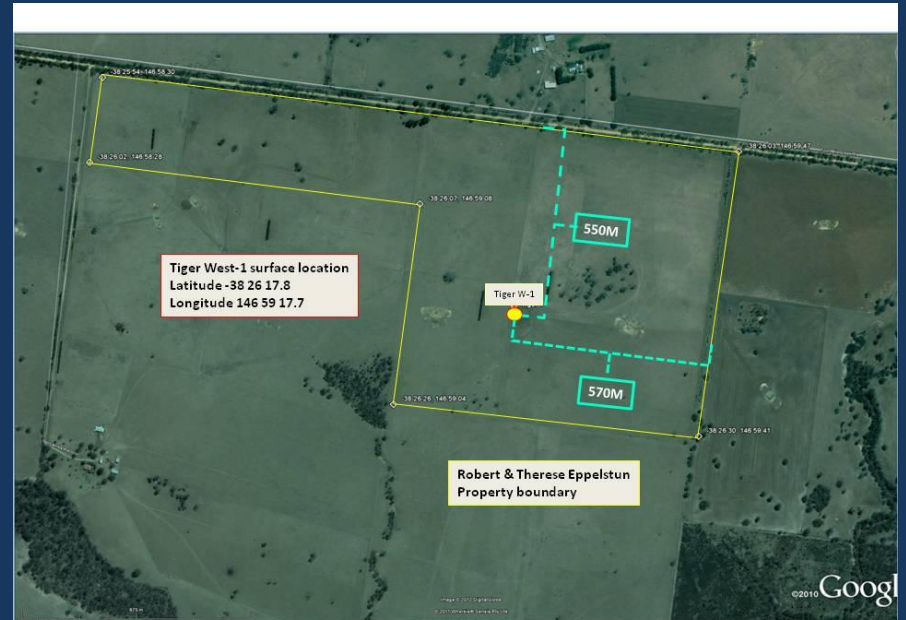 -38 25 54, 146 58 30
-38 26 03, 146 59 47
-38 26 02, 146 58 28
-38 26 07, 146 59 08
550M
Tiger West-1 surface location
Latitude -38 26 17.8
Longitude 146 59 17.7
Tiger W-1
570M
-38 26 26, 146 59 04
-38 26 30, 146 59 41
Robert & Therese Eppelstun
Property boundary
©2010 Googl